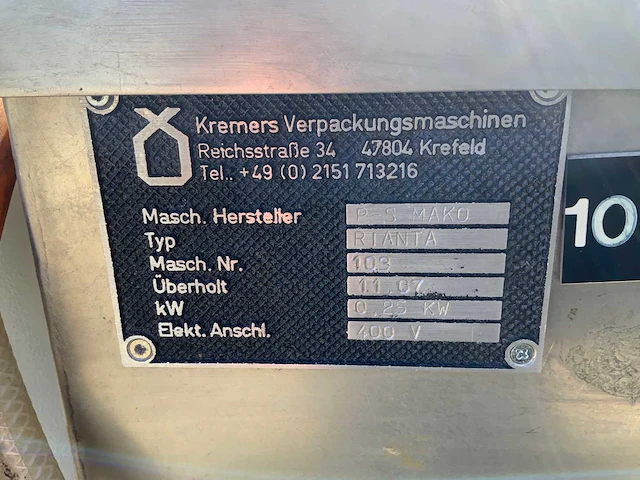 Kremers Verpackungsmaschinen
Reichsstraße 34 47804 Krefeld
Tel.. +49 (0) 2151 713216
Masch. Hersteller P S MAKO
Typ RIANTA
Masch. Nr. 103
Überholt 11 07
kW 0,25 KW
Elekt. Anschl. 400 V
10